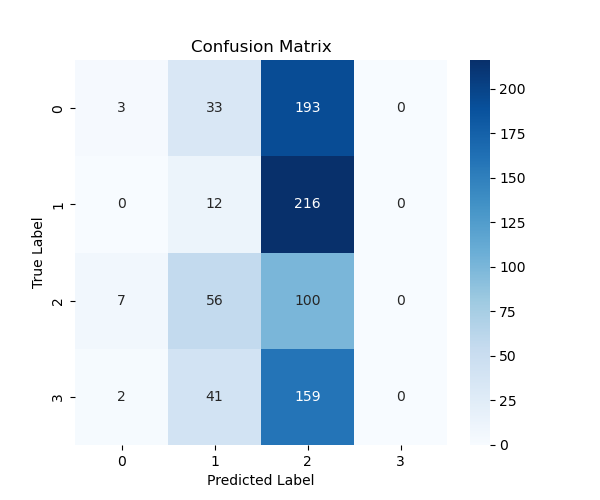 Confusion Matrix
True Label
0 3 33 193 0
1 0 12 216 0
2 7 56 100 0
3 2 41 159 0
0 1 2 3
Predicted Label
200
175
150
125
100
75
50
25
0